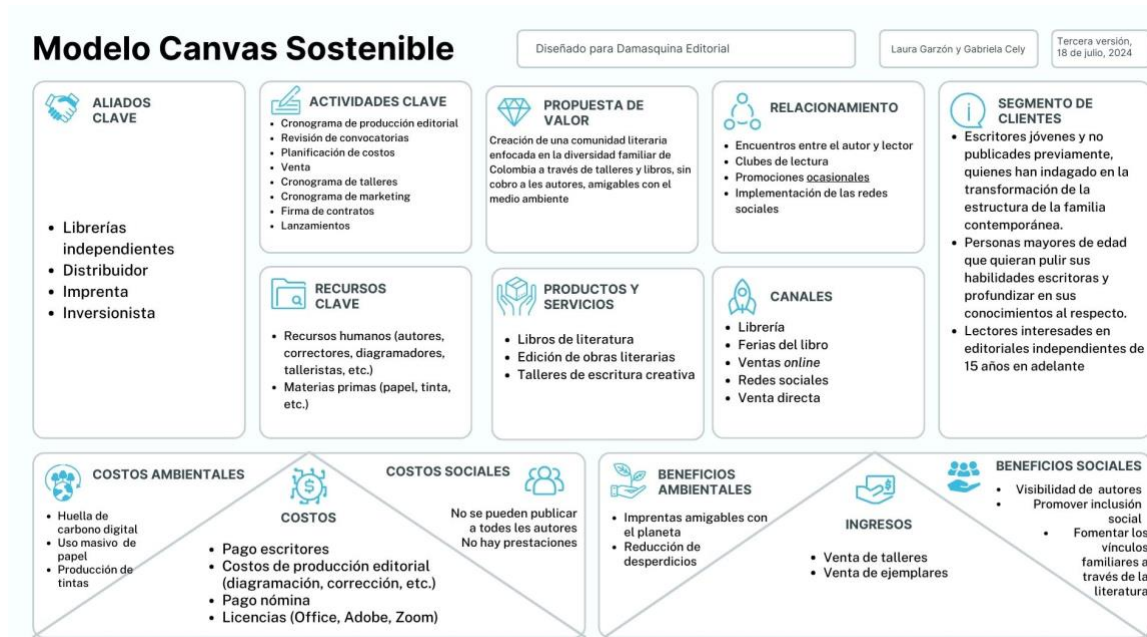 Modelo Canvas Sostenible
Diseñado para Damasquina Editorial
Laura Garzón y Gabriela Cely
Tercera versión,
18 de julio, 2024
ALIADOS
CLAVE
• Librerías
independientes
• Distribuidor
• Imprenta
• Inversionista
ACTIVIDADES CLAVE
• Cronograma de producción editorial
• Revisión de convocatorias
• Planificación de costos
• Venta
• Cronograma de talleres
• Cronograma de marketing
• Firma de contratos
• Lanzamientos
RECURSOS
CLAVE
• Recursos humanos (autores,
correctores, diagramadores,
talleristas, etc.)
• Materias primas (papel, tinta,
etc.)
PROPUESTA DE
VALOR
Creación de una comunidad literaria
enfocada en la diversidad familiar de
Colombia a través de talleres y libros, sin
cobro a les autores, amigables con el
medio ambiente
PRODUCTOS Y
SERVICIOS
• Libros de literatura
• Edición de obras literarias
• Talleres de escritura creativa
RELACIONAMIENTO
• Encuentros entre el autor y lector
• Clubes de lectura
• Promociones ocasionales
• Implementación de las redes
sociales
CANALES
• Librería
• Ferias del libro
• Ventas online
• Redes sociales
• Venta directa
SEGMENTO DE
CLIENTES
• Escritores jóvenes y no
publicades previamente,
quienes han indagado en la
transformación de la
estructura de la familia
contemporánea.
• Personas mayores de edad
que quieran pulir sus
habilidades escritoras y
profundizar en sus
conocimientos al respecto.
• Lectores interesades en
editoriales independientes de
15 años en adelante
COSTOS AMBIENTALES
• Huella de
carbono digital
• Uso masivo de
papel
• Producción de
tintas
COSTOS
• Pago escritores
• Costos de producción editorial
(diagramación, corrección, etc.)
• Pago nómina
• Licencias (Office, Adobe, Zoom)
COSTOS SOCIALES
No se pueden publicar
a todes les autores
No hay prestaciones
BENEFICIOS
AMBIENTALES
• Imprentas amigables con
el planeta
• Reducción de
desperdicios
INGRESOS
• Venta de talleres
• Venta de ejemplares
BENEFICIOS SOCIALES
• Visibilidad de autores
• Promover inclusión
social
• Fomentar los
vínculos
familiares a
través de la
literatura